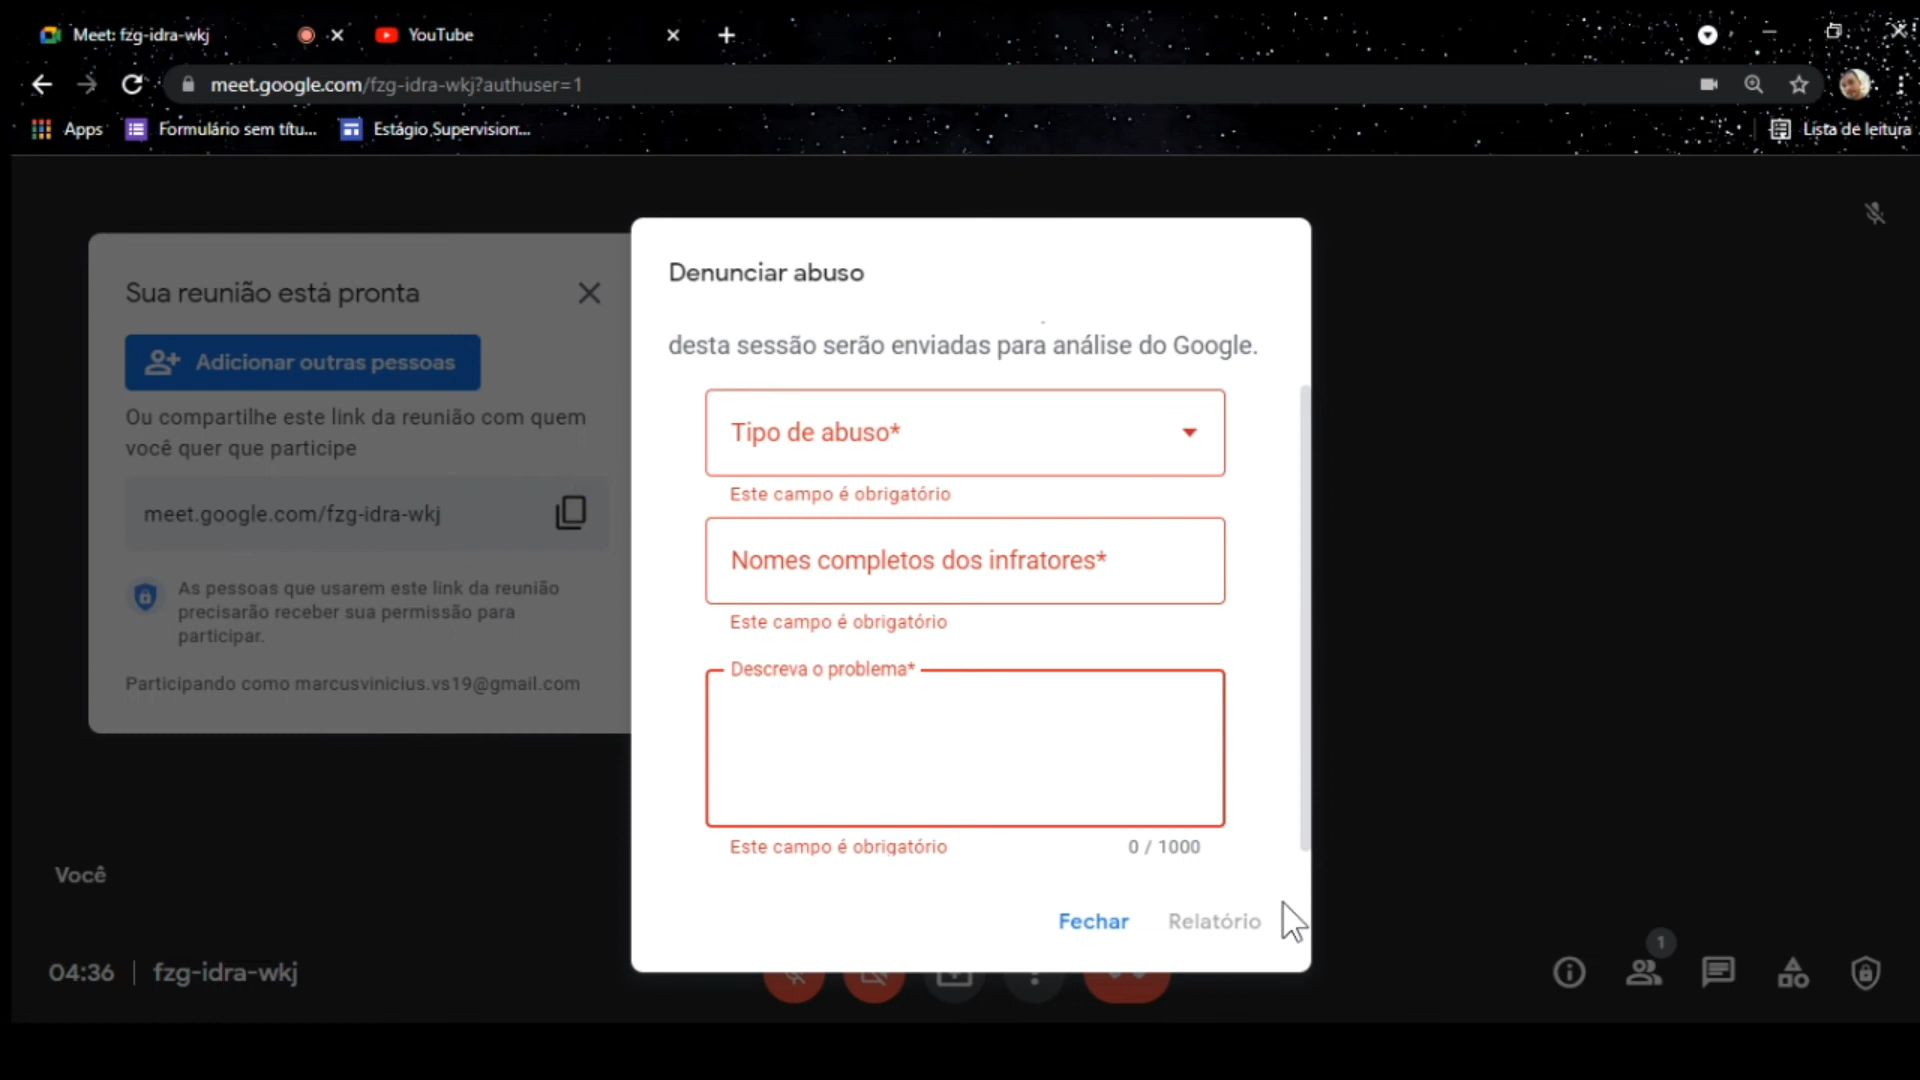 Meet: fzg-idra-wkj
YouTube
meet.google.com/fzg-idra-wkj?authuser=1
Apps
Formulário sem títu...
Estágio Supervision...
Lista de leitura
Sua reunião está pronta
Adicionar outras pessoas
Ou compartilhe este link da reunião com quem
você quer que participe
meet.google.com/fzg-idra-wkj
As pessoas que usarem este link da reunião
precisarão receber sua permissão para
participar.
Participando como marcusvinicius.vs19@gmail.com
Denunciar abuso
desta sessão serão enviadas para análise do Google.
Tipo de abuso*
Este campo é obrigatório
Nomes completos dos infratores*
Este campo é obrigatório
Descreva o problema*
Este campo é obrigatório
0 / 1000
Fechar
Relatório
Você
04:36 | fzg-idra-wkj
1